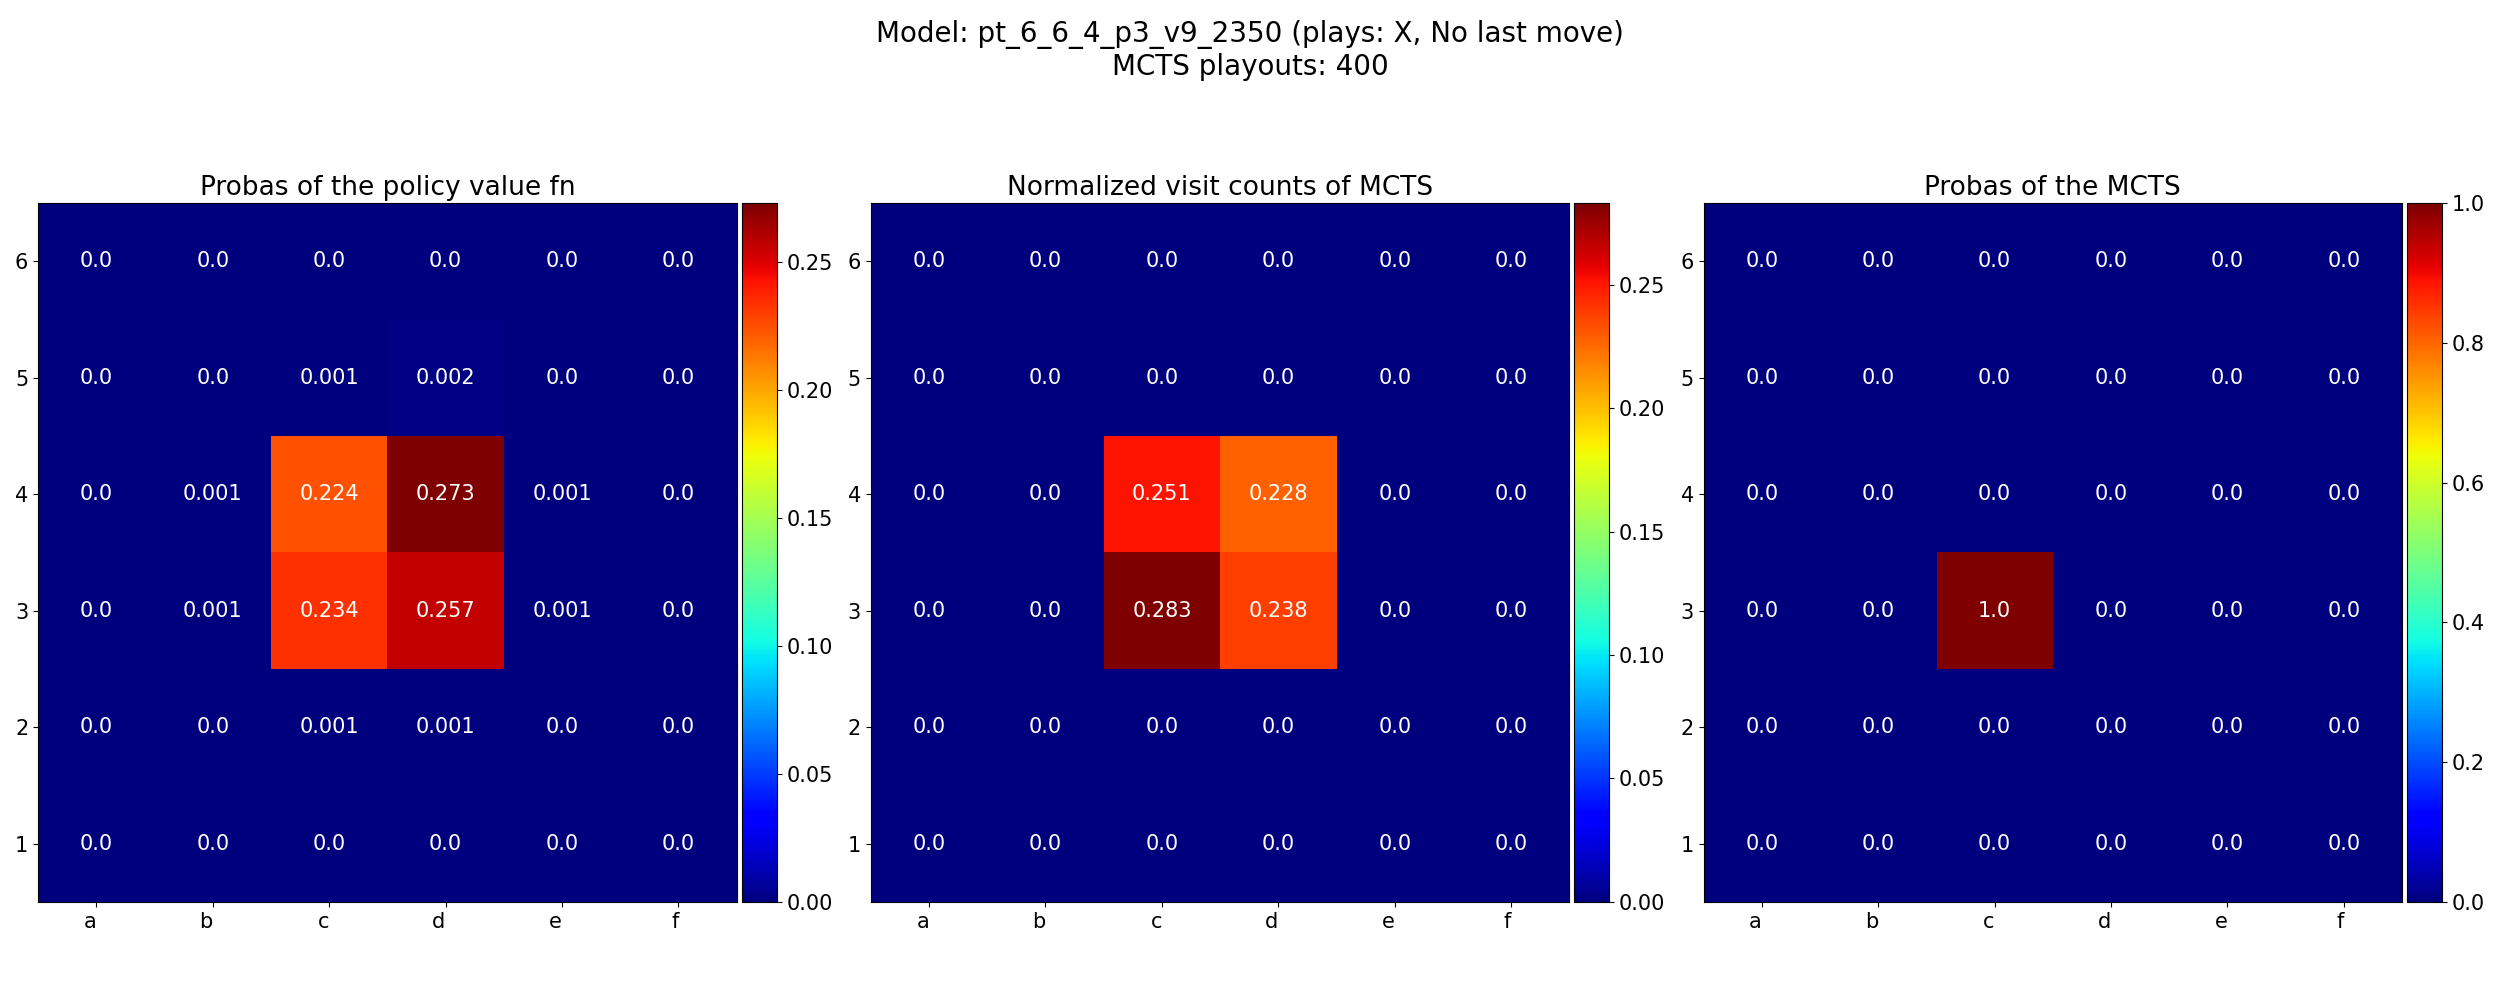 Model: pt_6_6_4_p3_v9_2350 (plays: X, No last move)
MCTS playouts: 400
Probas of the policy value fn
6 0.0 0.0 0.0 0.0 0.0 0.0
5 0.0 0.0 0.001 0.002 0.0 0.0
4 0.0 0.001 0.224 0.273 0.001 0.0
3 0.0 0.001 0.234 0.257 0.001 0.0
2 0.0 0.0 0.001 0.001 0.0 0.0
1 0.0 0.0 0.0 0.0 0.0 0.0
a b c d e f
0.25
0.20
0.15
0.10
0.05
0.00
Normalized visit counts of MCTS
6 0.0 0.0 0.0 0.0 0.0 0.0
5 0.0 0.0 0.0 0.0 0.0 0.0
4 0.0 0.0 0.251 0.228 0.0 0.0
3 0.0 0.0 0.283 0.238 0.0 0.0
2 0.0 0.0 0.0 0.0 0.0 0.0
1 0.0 0.0 0.0 0.0 0.0 0.0
a b c d e f
0.25
0.20
0.15
0.10
0.05
0.00
Probas of the MCTS
6 0.0 0.0 0.0 0.0 0.0 0.0
5 0.0 0.0 0.0 0.0 0.0 0.0
4 0.0 0.0 0.0 0.0 0.0 0.0
3 0.0 0.0 1.0 0.0 0.0 0.0
2 0.0 0.0 0.0 0.0 0.0 0.0
1 0.0 0.0 0.0 0.0 0.0 0.0
a b c d e f
1.0
0.8
0.6
0.4
0.2
0.0